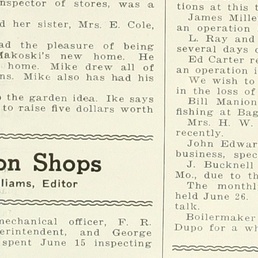 nspector of stores, was a
d her sister, Mrs. E. Cole,
ad the pleasure of being
Makoski's new home. He
home. Mike drew all of
ns. Mike also has had his
o the garden idea. Ike says
to raise five dollars worth
on Shops
lliams, Editor
mechanical officer, F. R.
erintendent, and George
spent June 15 inspecting
tions at this t
James Mille
an operation
L. Ray and
several days o
Ed Carter re
an operation i
We wish to
in the loss of
Bill Manion
fishing at Bag
Mrs. H. W.
recently.
John Edwar
business, spec
J. Bucknell
Mo., due to th
The monthl
held June 26.
talk.
Boilermaker
Dupo for a wh